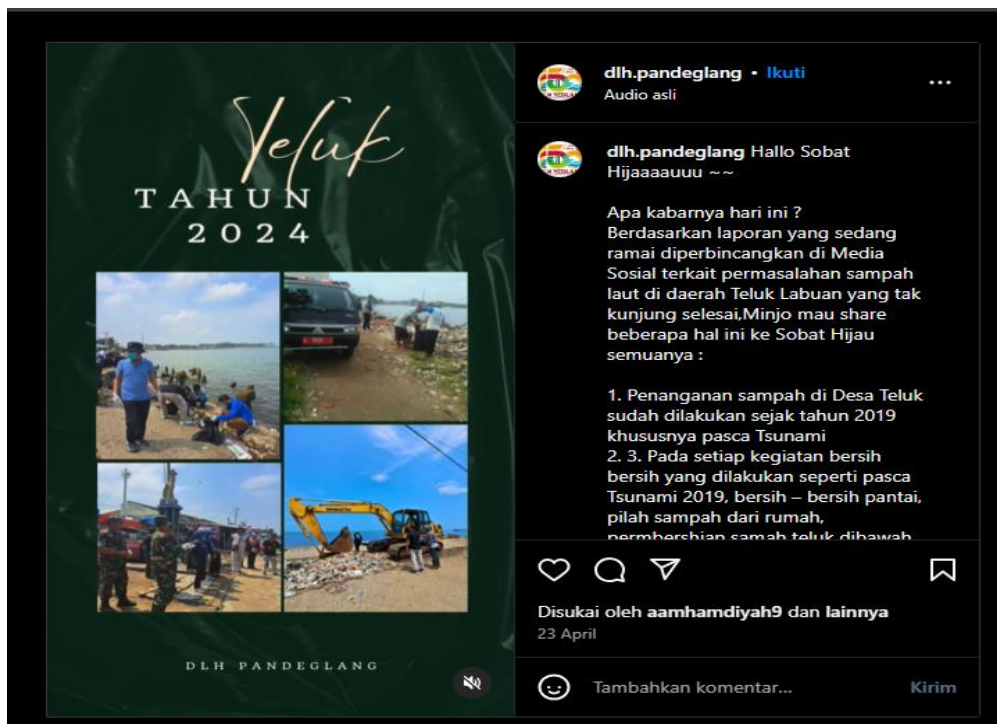 Teluk
TAHUN
2024
DLH PANDEGLANG
dlh.pandeglang • Ikuti
Audio asli
dlh.pandeglang Hallo Sobat
Hijaaaauuu ~~
Apa kabarnya hari ini ?
Berdasarkan laporan yang sedang
ramai diperbincangkan di Media
Sosial terkait permasalahan sampah
laut di daerah Teluk Labuan yang tak
kunjung selesai,Minjo mau share
beberapa hal ini ke Sobat Hijau
semuanya :
1. Penanganan sampah di Desa Teluk
sudah dilakukan sejak tahun 2019
khususnya pasca Tsunami
2. 3. Pada setiap kegiatan bersih
bersih yang dilakukan seperti pasca
Tsunami 2019, bersih – bersih pantai,
pilah sampah dari rumah,
permbershian samah teluk dibawah
Disukai oleh aamhamdiyah9 dan lainnya
23 April
Tambahkan komentar... Kirim